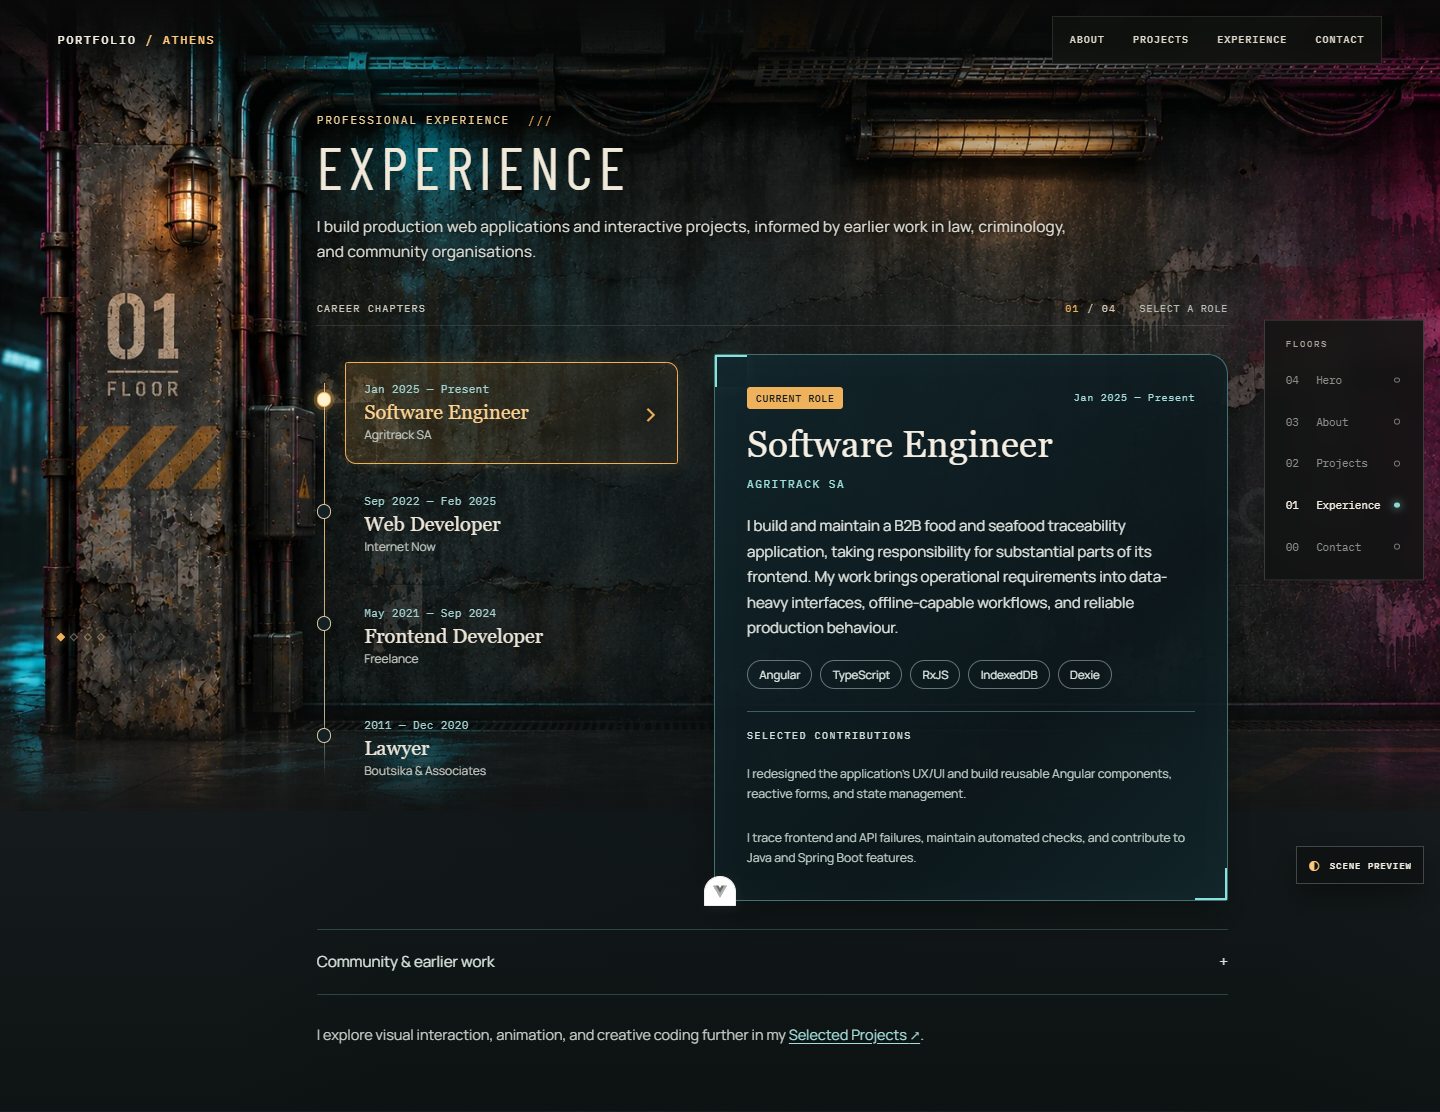 PORTFOLIO / ATHENS
ABOUT PROJECTS EXPERIENCE CONTACT
PROFESSIONAL EXPERIENCE ///
EXPERIENCE
I build production web applications and interactive projects, informed by earlier work in law, criminology,
and community organisations.
01
FLOOR
CAREER CHAPTERS
01 / 04 SELECT A ROLE
Jan 2025 — Present
Software Engineer
Agritrack SA
Sep 2022 — Feb 2025
Web Developer
Internet Now
May 2021 — Sep 2024
Frontend Developer
Freelance
2011 — Dec 2020
Lawyer
Boutsika & Associates
CURRENT ROLE
Jan 2025 — Present
Software Engineer
AGRITRACK SA
I build and maintain a B2B food and seafood traceability
application, taking responsibility for substantial parts of its
frontend. My work brings operational requirements into data-
heavy interfaces, offline-capable workflows, and reliable
production behaviour.
Angular TypeScript RxJS IndexedDB Dexie
SELECTED CONTRIBUTIONS
I redesigned the application's UX/UI and build reusable Angular components,
reactive forms, and state management.
I trace frontend and API failures, maintain automated checks, and contribute to
Java and Spring Boot features.
FLOORS
04 Hero
03 About
02 Projects
01 Experience
00 Contact
SCENE PREVIEW
Community & earlier work +
I explore visual interaction, animation, and creative coding further in my Selected Projects ↗.